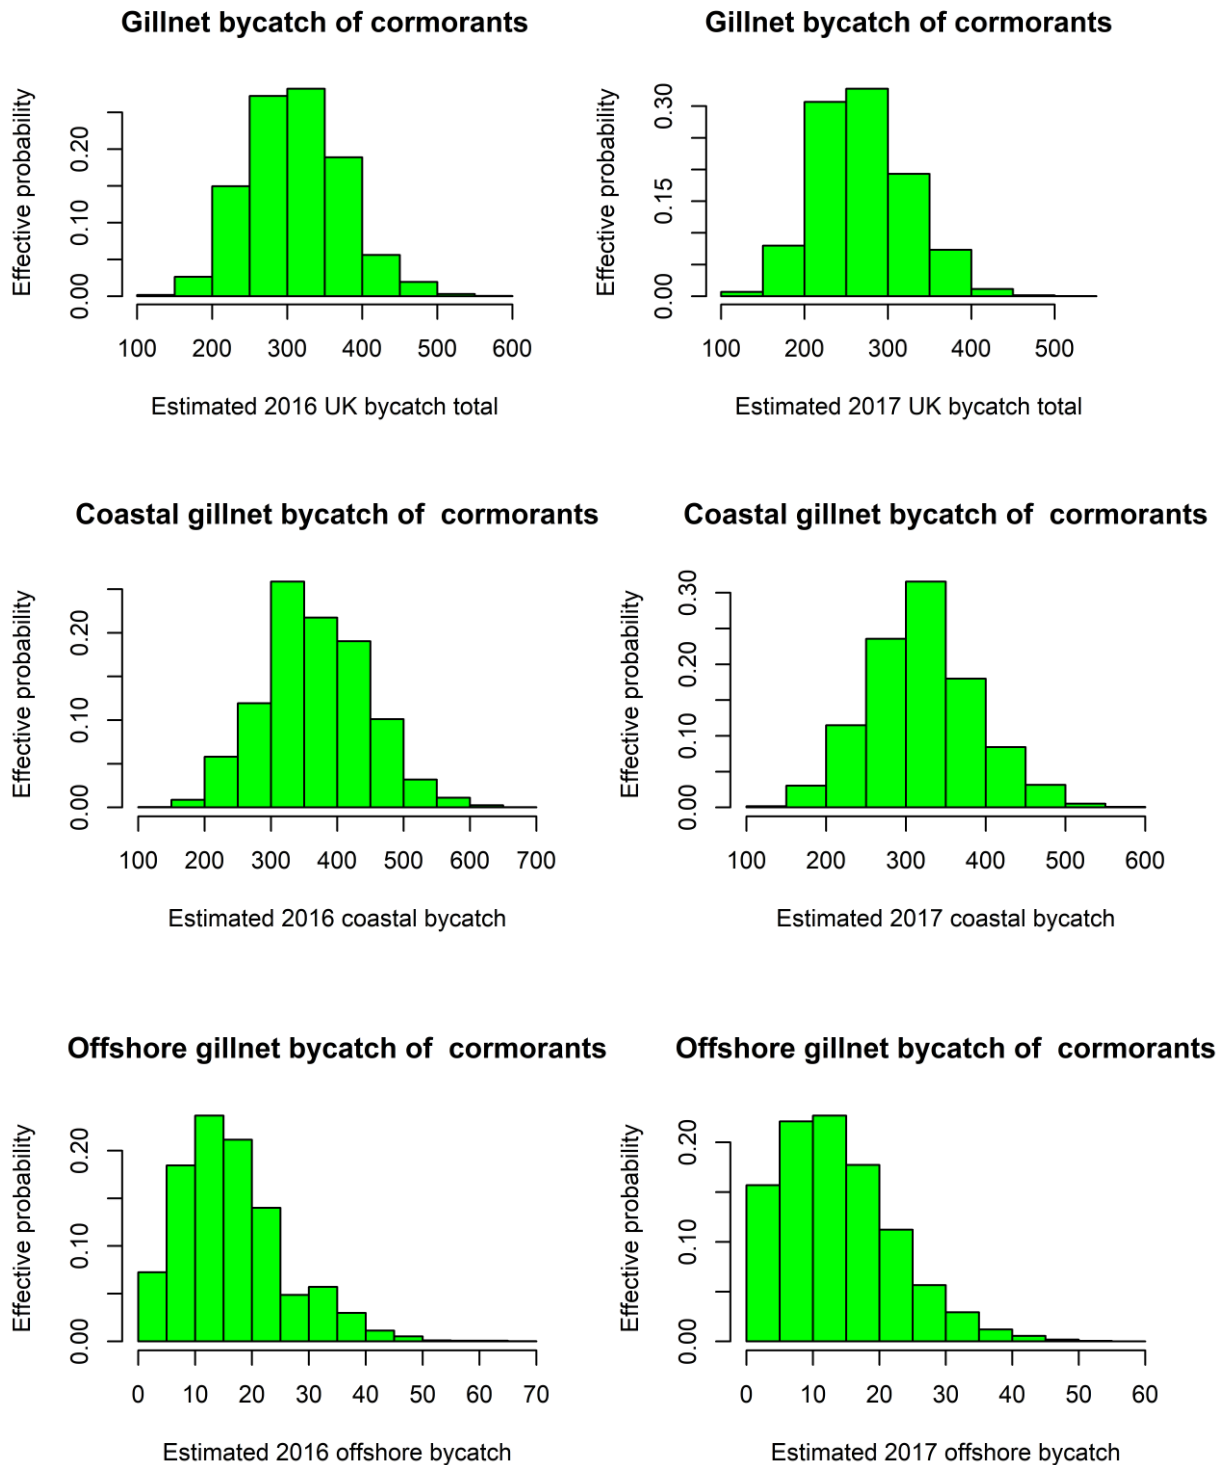 Gillnet bycatch of cormorants
Effective probability
0.00 0.10 0.20
100 200 300 400 500 600
Estimated 2016 UK bycatch total
Gillnet bycatch of cormorants
Effective probability
0.00 0.15 0.30
100 200 300 400 500
Estimated 2017 UK bycatch total
Coastal gillnet bycatch of  cormorants
Effective probability
0.00 0.10 0.20
100 200 300 400 500 600 700
Estimated 2016 coastal bycatch
Coastal gillnet bycatch of  cormorants
Effective probability
0.00 0.10 0.20 0.30
100 200 300 400 500 600
Estimated 2017 coastal bycatch
Offshore gillnet bycatch of  cormorants
Effective probability
0.00 0.10 0.20
0 10 20 30 40 50 60 70
Estimated 2016 offshore bycatch
Offshore gillnet bycatch of  cormorants
Effective probability
0.00 0.10 0.20
0 10 20 30 40 50 60
Estimated 2017 offshore bycatch